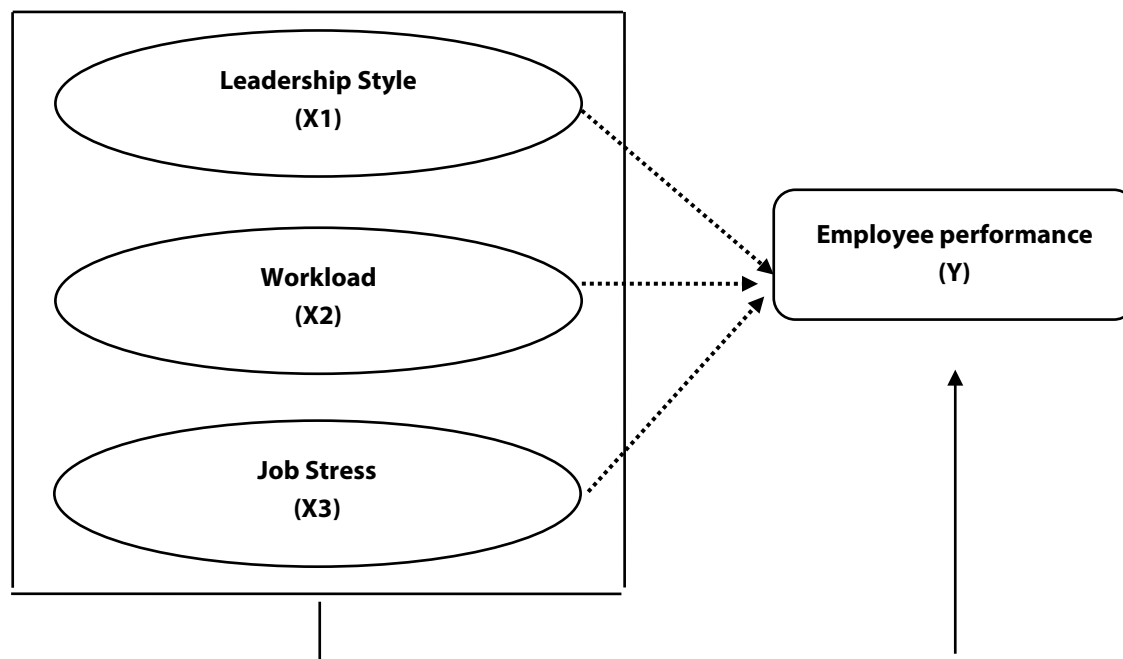 Leadership Style
(X1)
Workload
(X2)
Job Stress
(X3)
Employee performance
(Y)